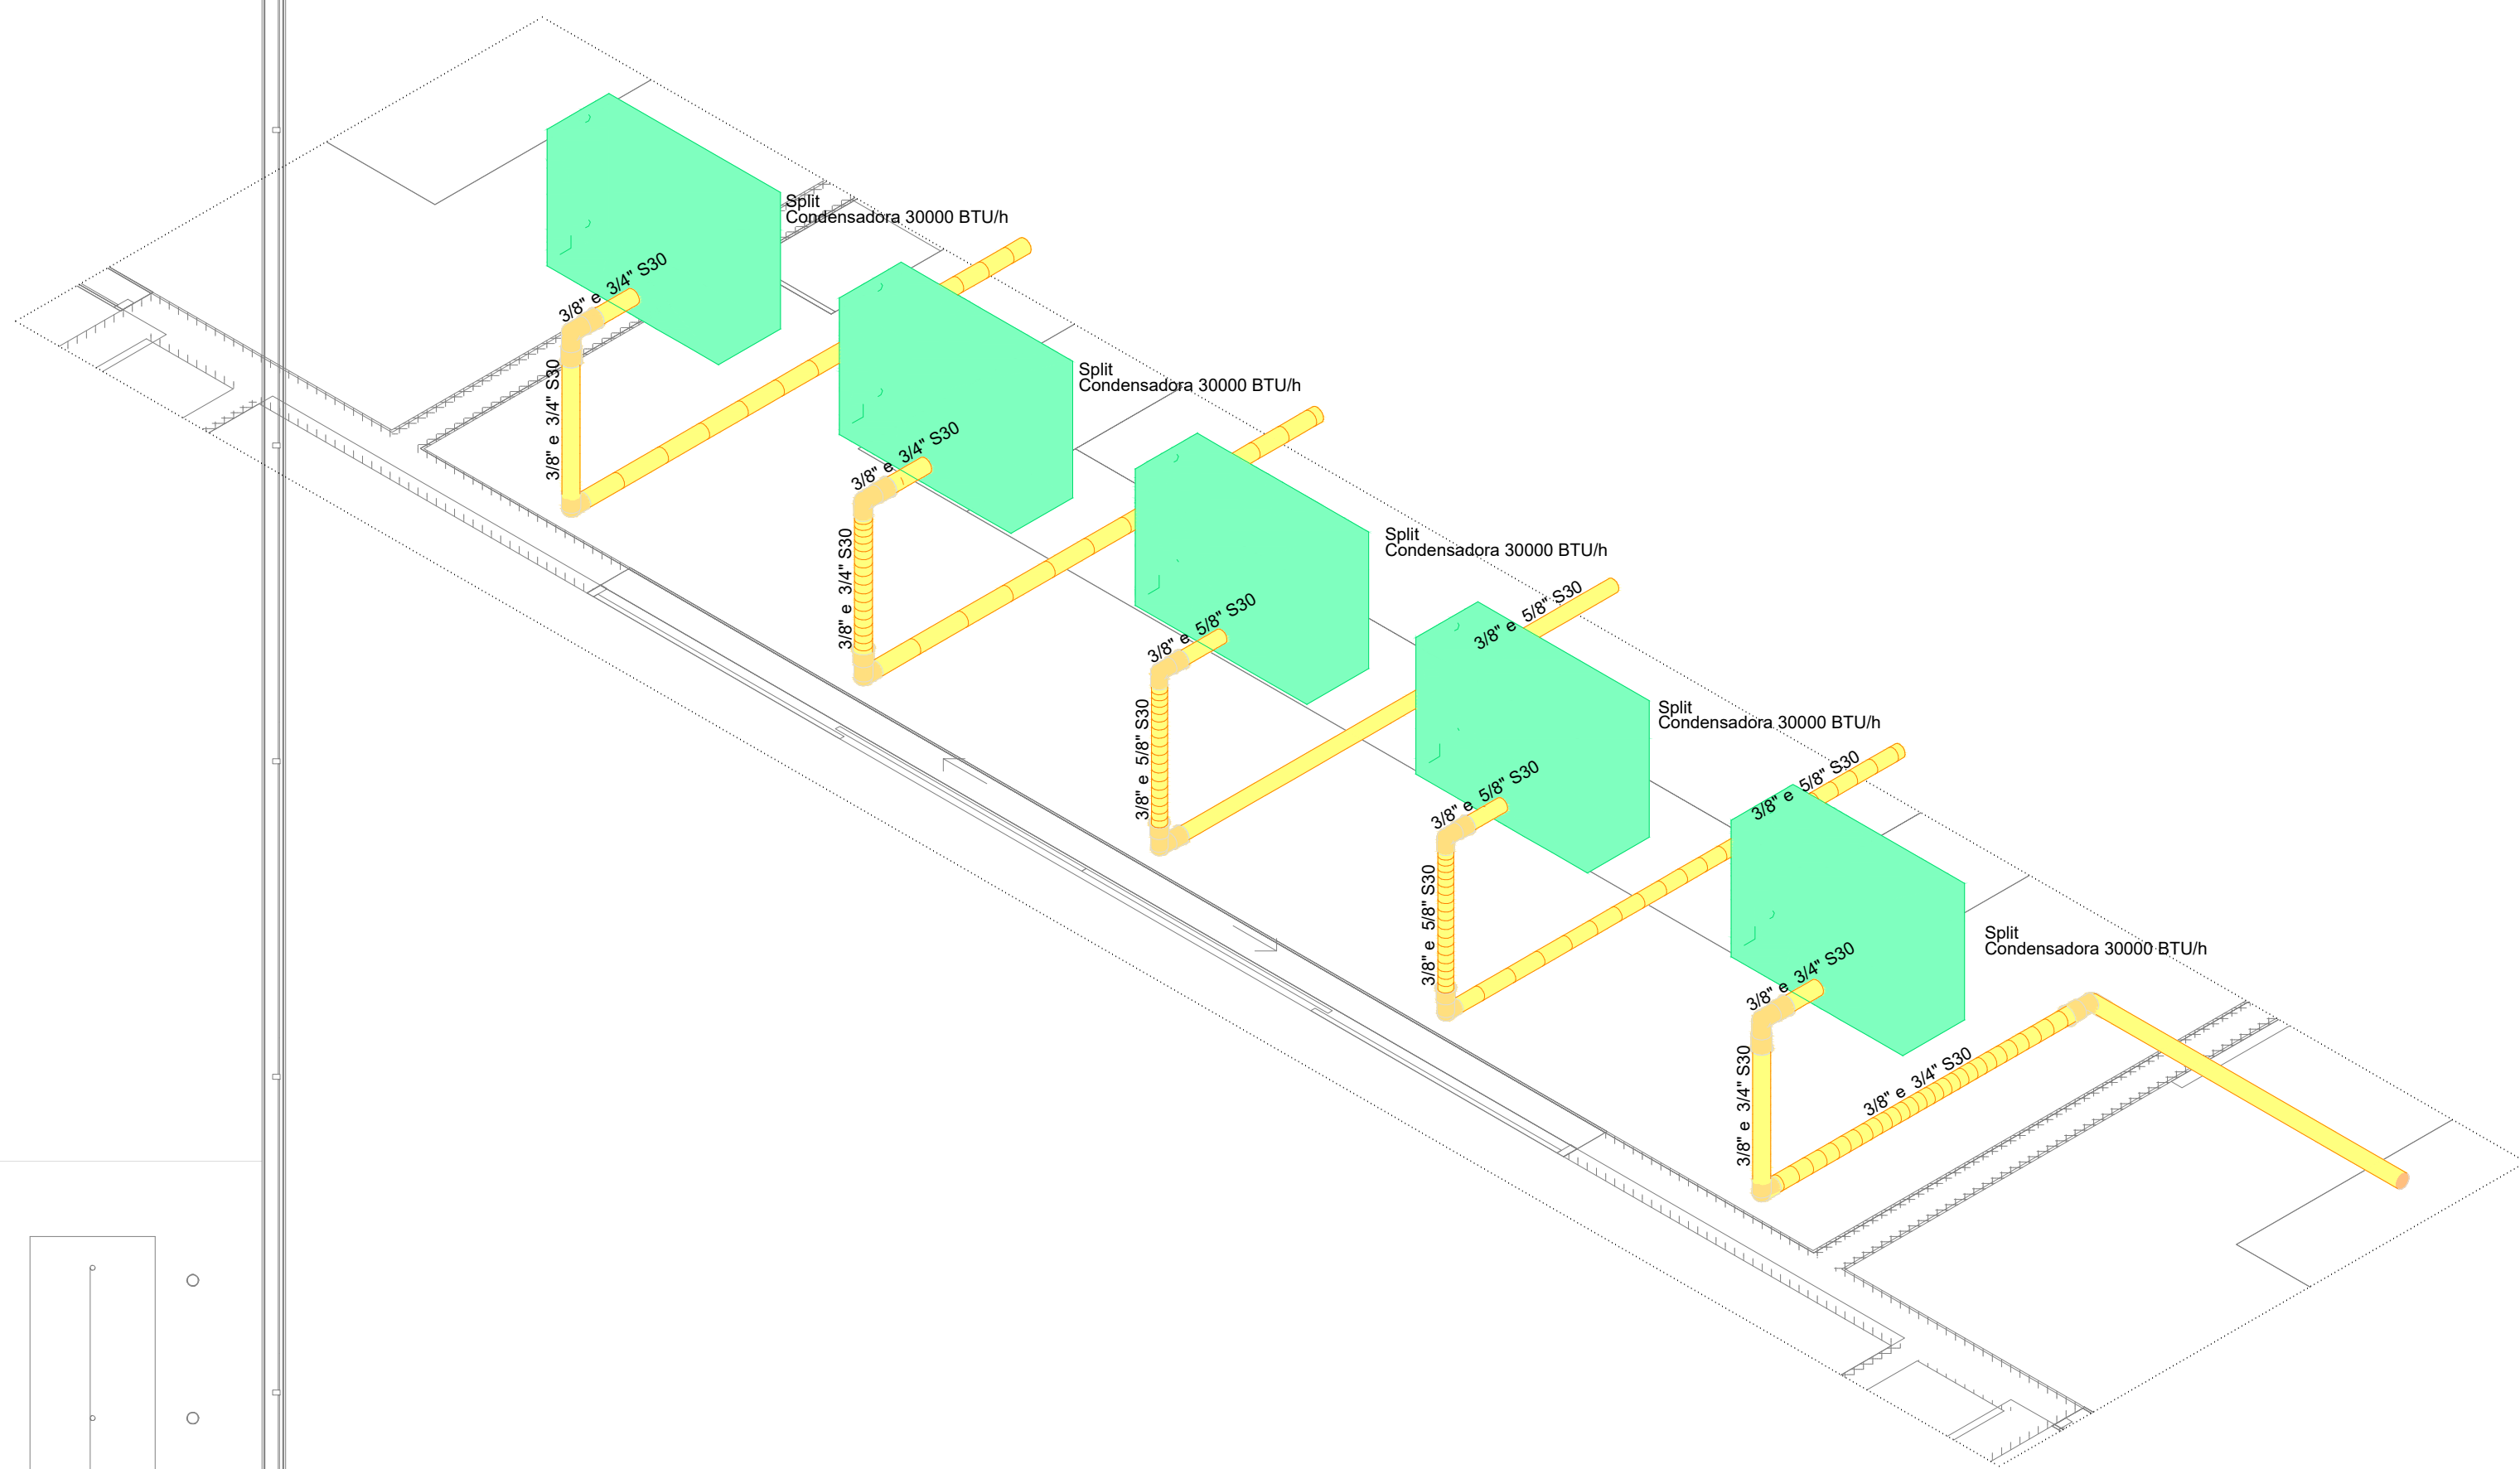 Split
Condensadora 30000 BTU/h
3/8" e 3/4" S30
3/8" e 3/4" S30
Split
Condensadora 30000 BTU/h
3/8" e 3/4" S30
3/8" e 3/4" S30
Split
Condensadora 30000 BTU/h
3/8" e 5/8" S30
3/8" e 5/8" S30
3/8" e 5/8" S30
Split
Condensadora 30000 BTU/h
3/8" e 5/8" S30
3/8" e 5/8" S30
3/8" e 5/8" S30
Split
Condensadora 30000 BTU/h
3/8" e 3/4" S30
3/8" e 3/4" S30
3/8" e 3/4" S30